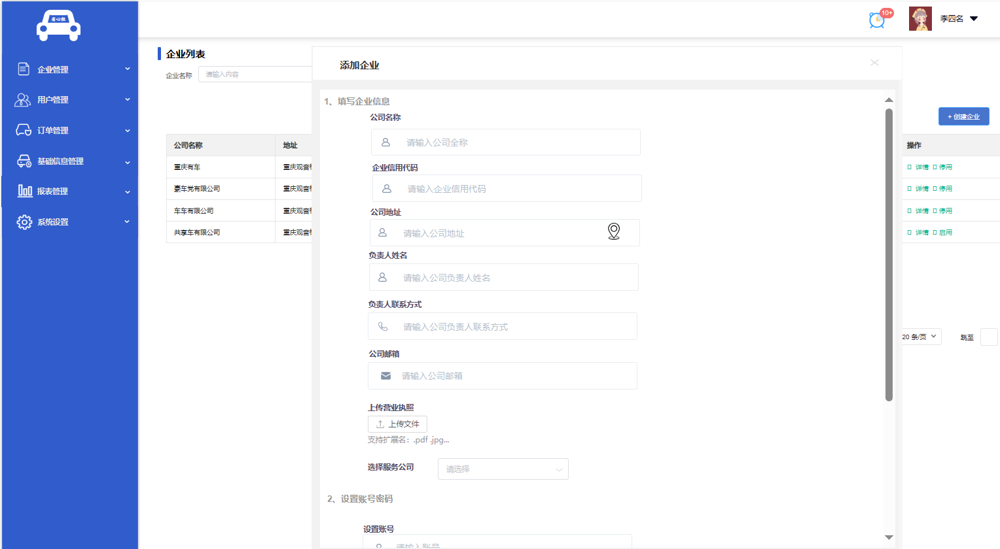 省心租
10+
李四名
企业管理
用户管理
订单管理
基础信息管理
报表管理
系统设置
企业列表
企业名称 请输入内容
+ 创建企业
公司名称 地址 操作
重庆有车 重庆观音 详情 停用
豪车党有限公司 重庆观音 详情 停用
车车有限公司 重庆观音 详情 停用
共享车有限公司 重庆观音 详情 启用
20 条/页 跳至
添加企业
1、填写企业信息
公司名称
请输入公司全称
企业信用代码
请输入企业信用代码
公司地址
请输入公司地址
负责人姓名
请输入公司负责人姓名
负责人联系方式
请输入公司负责人联系方式
公司邮箱
请输入公司邮箱
上传营业执照
上传文件
支持扩展名：.pdf .jpg...
选择服务公司 请选择
2、设置账号密码
设置账号
请输入账号